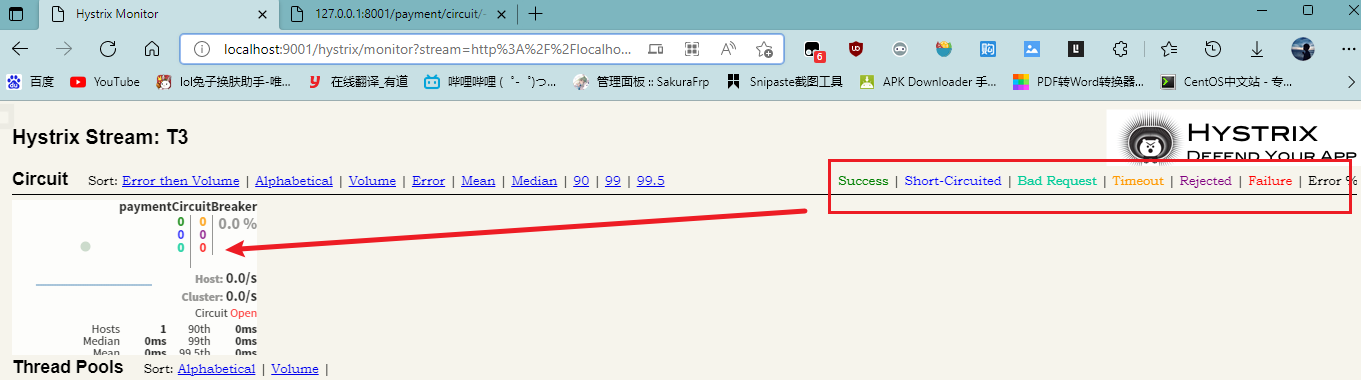 Hystrix Monitor
127.0.0.1:8001/payment/circuit/-
localhost:9001/hystrix/monitor?stream=http%3A%2F%2Flocalho...
6
百度 YouTube lol兔子换肤助手-唯... 在线翻译_有道 哔哩哔哩 ( ゜- ゜)つ... 管理面板 :: SakuraFrp Snipaste截图工具 APK Downloader 手... PDF转Word转换器... CentOS中文站 - 专...
Hystrix Stream: T3
HYSTRIX
DEFEND YOUR APP
Circuit Sort: Error then Volume | Alphabetical | Volume | Error | Mean | Median | 90 | 99 | 99.5
Success | Short-Circuited | Bad Request | Timeout | Rejected | Failure | Error %
paymentCircuitBreaker
0 0 0.0 %
0 0
0 0
Host: 0.0/s
Cluster: 0.0/s
Circuit Open
Hosts 1 90th 0ms
Median 0ms 99th 0ms
Mean 0ms 99.5th 0ms
Thread Pools Sort: Alphabetical | Volume |